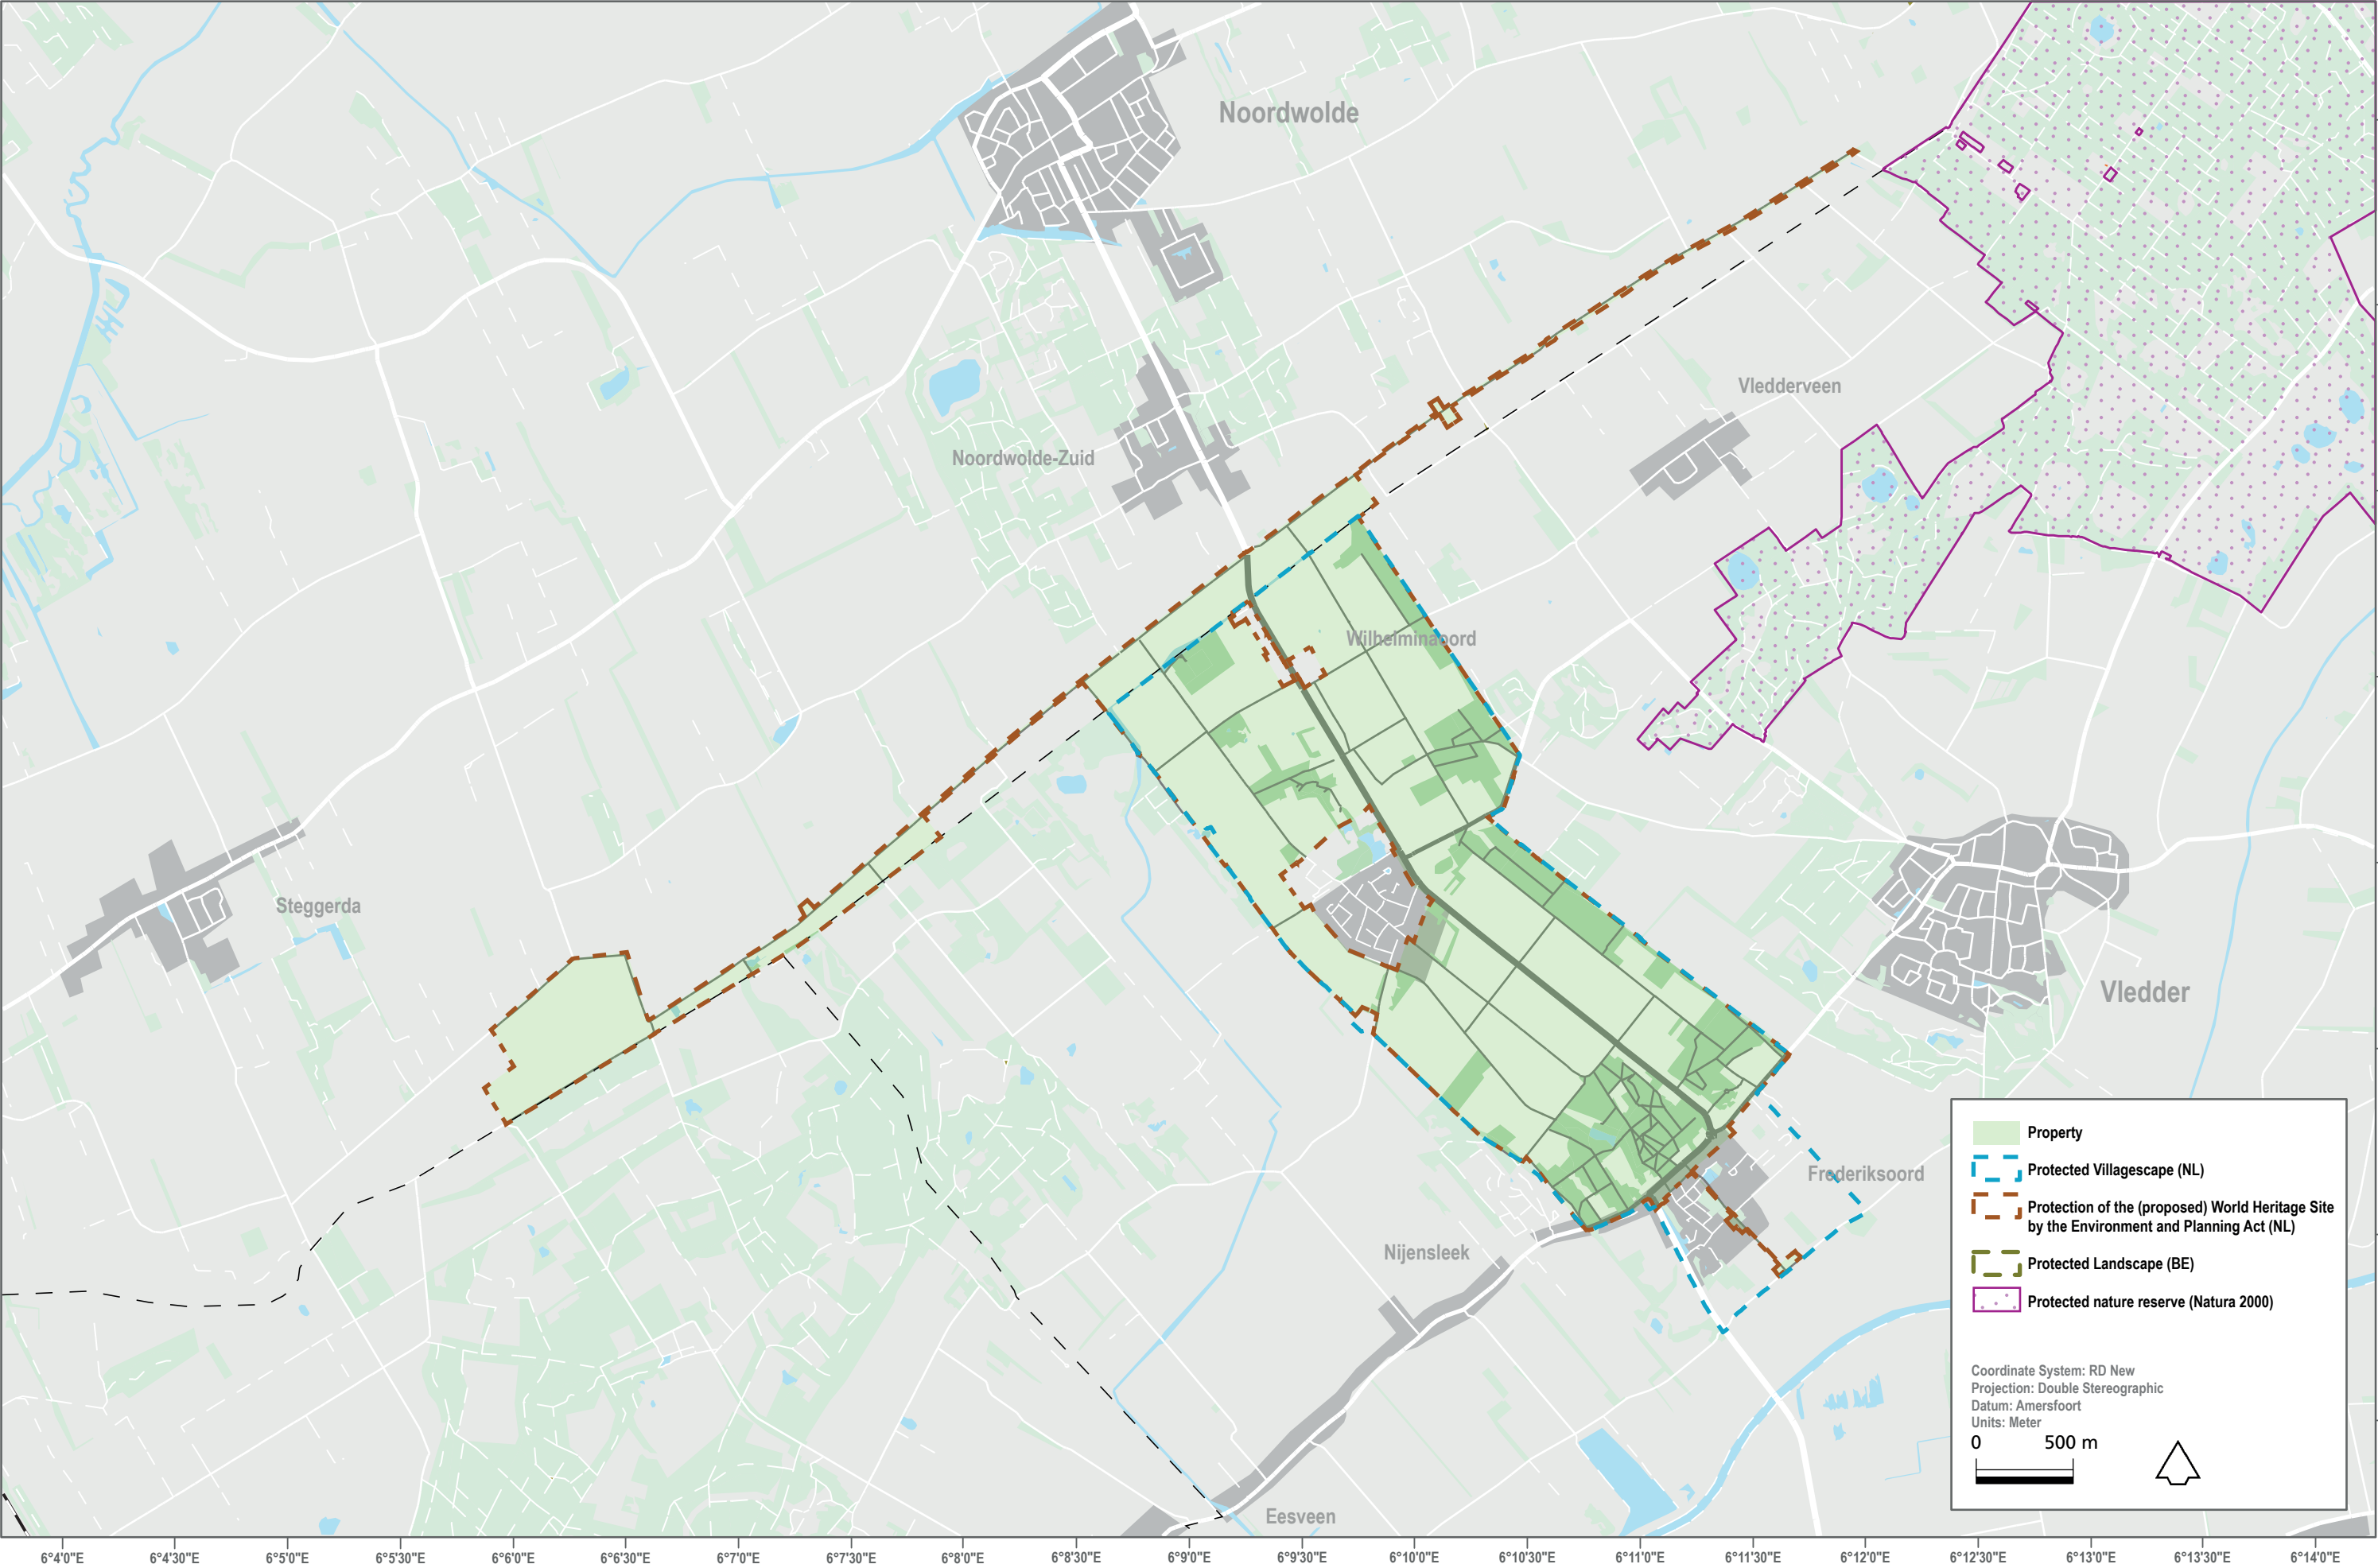 Noordwolde
Vledderveen
Noordwolde-Zuid
Wilhelminaoord
Steggerda
Vledder
Frederiksoord
Nijensleek
Eesveen
Property
Protected Villagescape (NL)
Protection of the (proposed) World Heritage Site
by the Environment and Planning Act (NL)
Protected Landscape (BE)
Protected nature reserve (Natura 2000)
Coordinate System: RD New
Projection: Double Stereographic
Datum: Amersfoort
Units: Meter
0 500 m
6°4'0"E 6°4'30"E 6°5'0"E 6°5'30"E 6°6'0"E 6°6'30"E 6°7'0"E 6°7'30"E 6°8'0"E 6°8'30"E 6°9'0"E 6°9'30"E 6°10'0"E 6°10'30"E 6°11'0"E 6°11'30"E 6°12'0"E 6°12'30"E 6°13'0"E 6°13'30"E 6°14'0"E